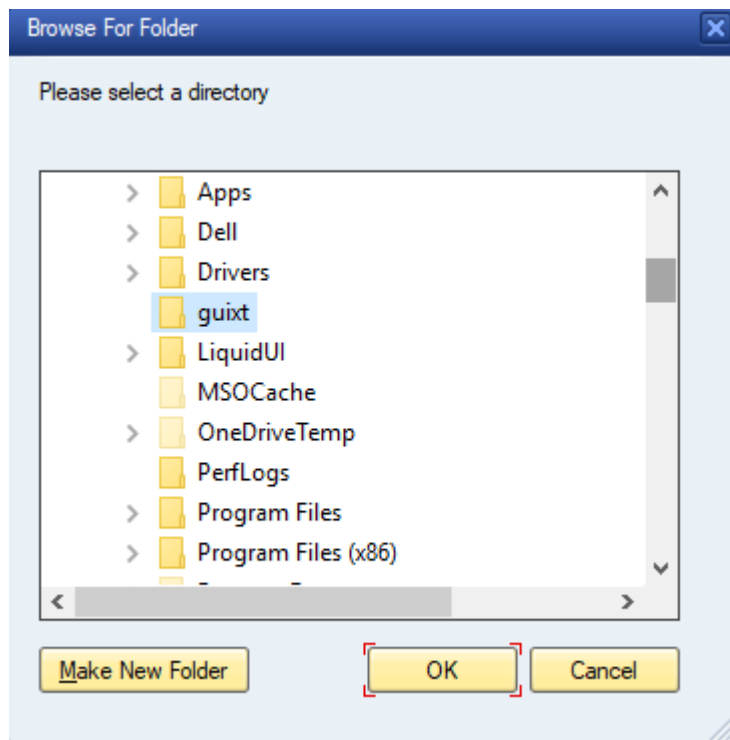 Browse For Folder
Please select a directory
Apps
Dell
Drivers
guixt
LiquidUI
MSOCache
OneDriveTemp
PerfLogs
Program Files
Program Files (x86)
Make New Folder
OK
Cancel